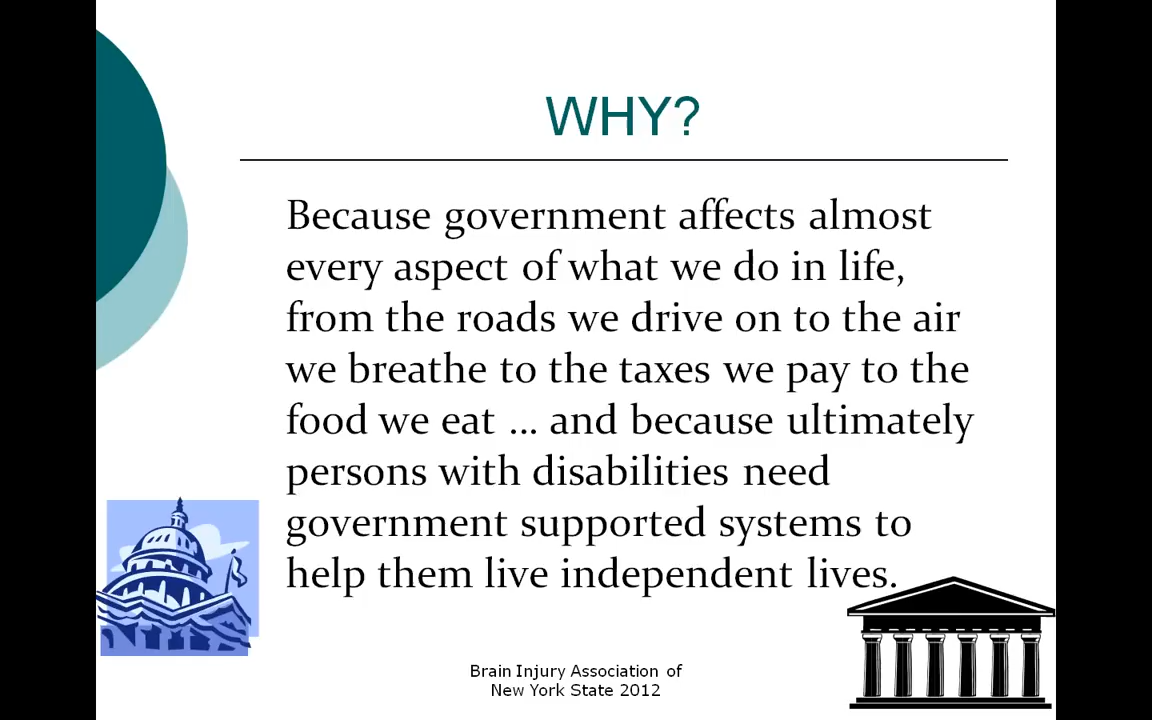 WHY?
Because government affects almost
every aspect of what we do in life,
from the roads we drive on to the air
we breathe to the taxes we pay to the
food we eat ... and because ultimately
persons with disabilities need
government supported systems to
help them live independent lives.
Brain Injury Association of
New York State 2012